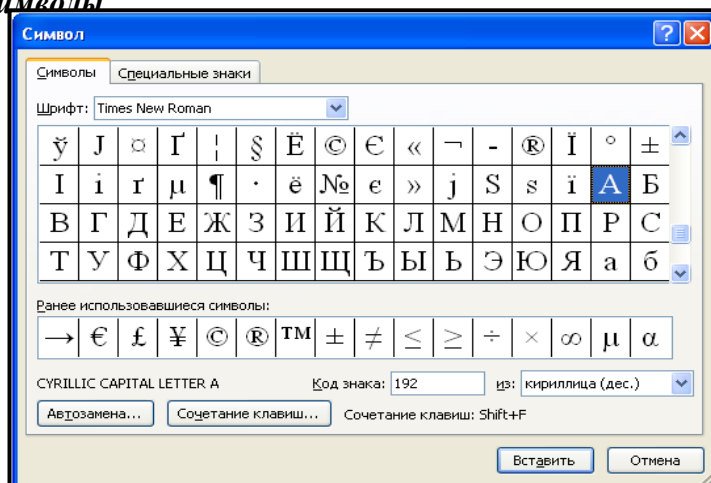 имволы
Символ
Символы Специальные знаки
Шрифт: Times New Roman
ў Ј ¤ Ґ ¦ § Ё © Є « ¬ - ® Ї ° ±
І і ґ µ ¶ · ё № є » ј Ѕ ѕ ї А Б
В Г Д Е Ж З И Й К Л М Н О П Р С
Т У Ф Х Ц Ч Ш Щ Ъ Ы Ь Э Ю Я а б
Ранее использовавшиеся символы:
→ € £ ¥ © ® ™ ± ≠ ≤ ≥ ÷ × ∞ µ α
CYRILLIC CAPITAL LETTER A Код знака: 192 из: кириллица (дес.)
Автозамена... Сочетание клавиш... Сочетание клавиш: Shift+F
Вставить Отмена